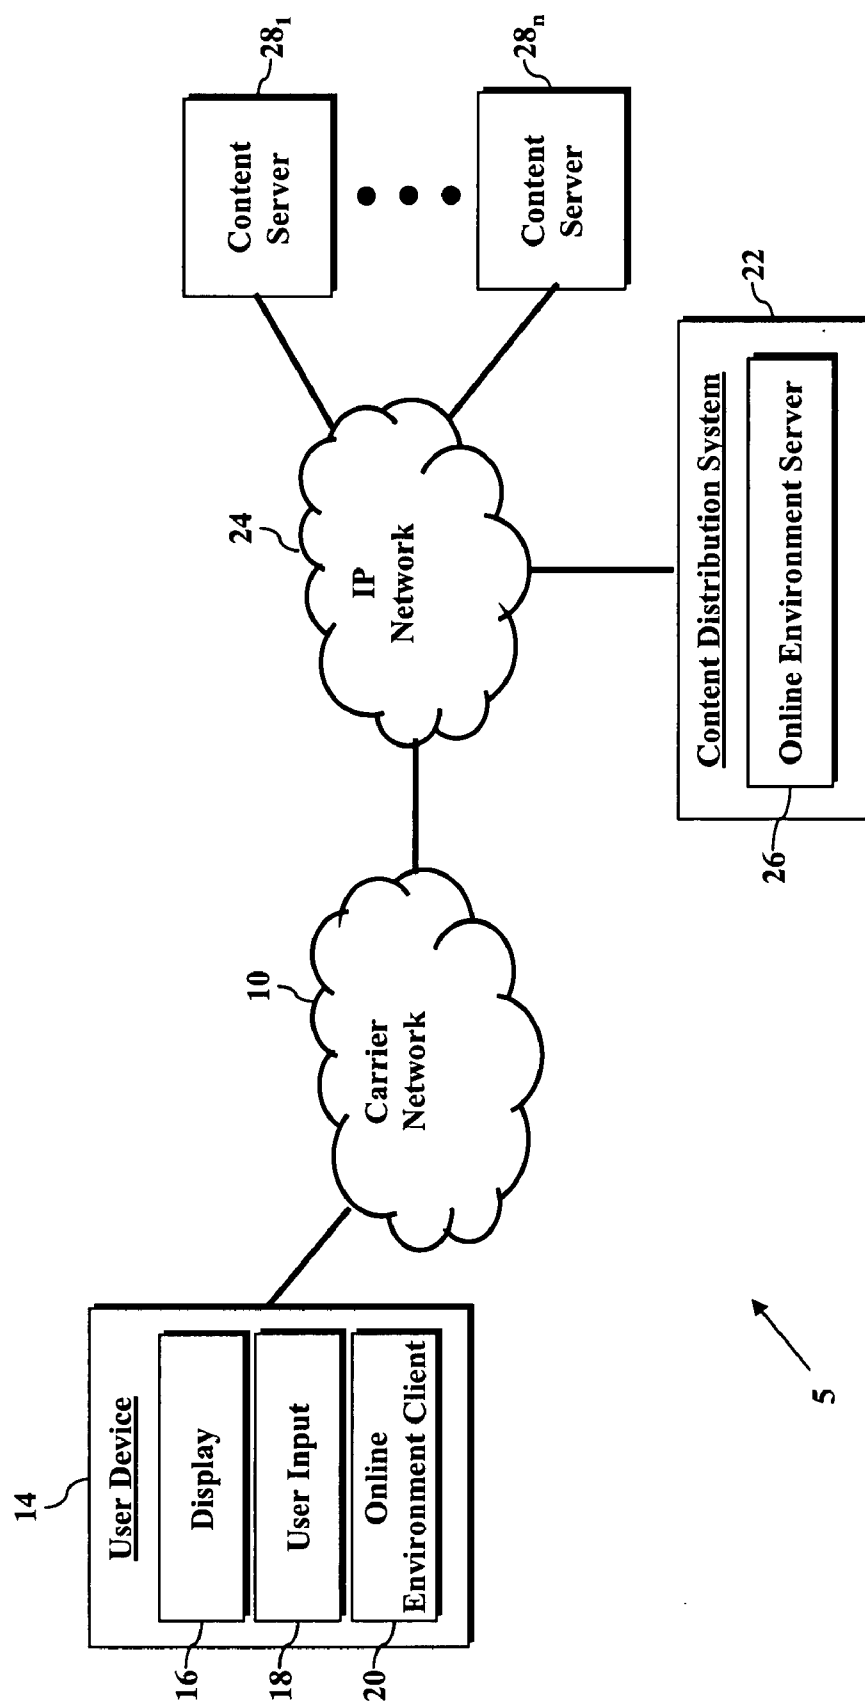 14
User Device
16
Display
18
User Input
20
Online
Environment Client
10
Carrier
Network
24
IP
Network
Content
Server
28₁
Content
Server
28ₙ
22
Content Distribution System
Online Environment Server
26
5